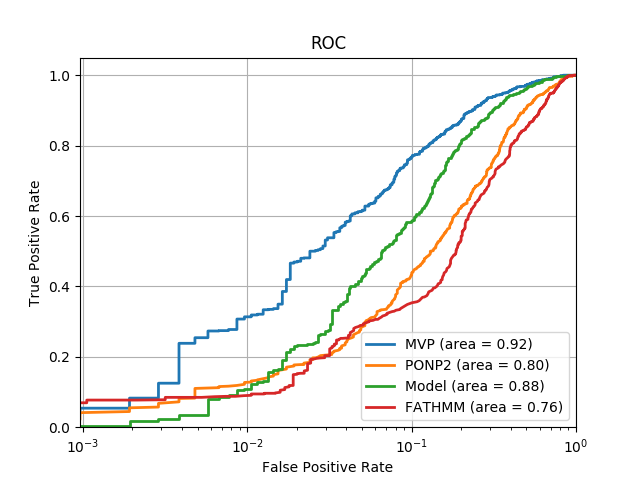 ROC
True Positive Rate
1.0
0.8
0.6
0.4
0.2
0.0
MVP (area = 0.92)
PONP2 (area = 0.80)
Model (area = 0.88)
FATHMM (area = 0.76)
10⁻³
10⁻²
10⁻¹
10⁰
False Positive Rate